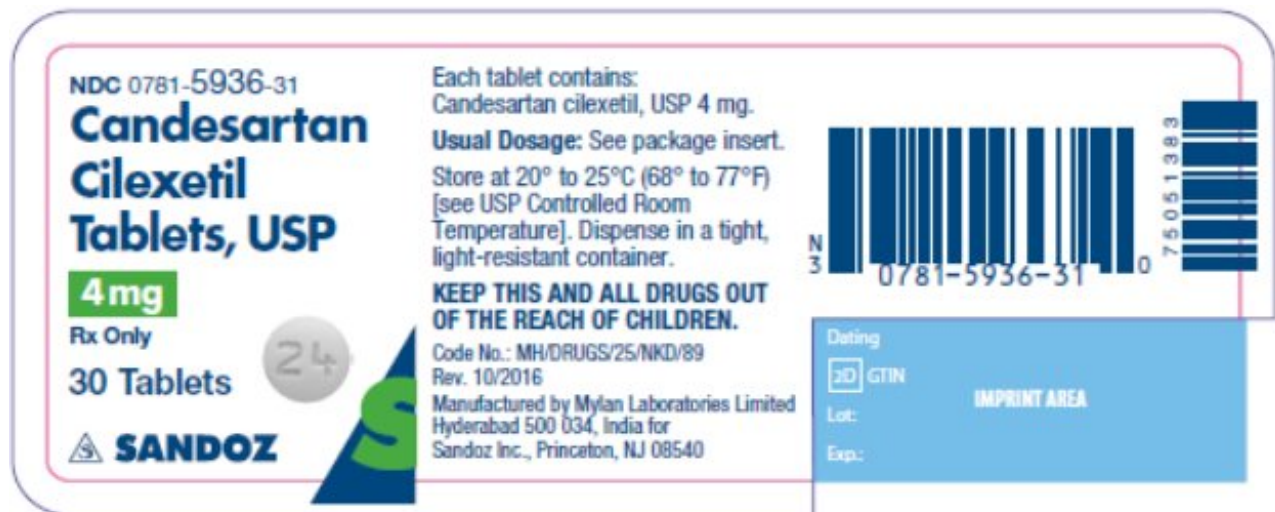 NDC 0781-5936-31
Candesartan
Cilexetil
Tablets, USP
4 mg
Rx Only
30 Tablets
24
SANDOZ
S
Each tablet contains:
Candesartan cilexetil, USP 4 mg.
Usual Dosage: See package insert.
Store at 20° to 25°C (68° to 77°F)
[see USP Controlled Room
Temperature]. Dispense in a tight,
light-resistant container.
KEEP THIS AND ALL DRUGS OUT
OF THE REACH OF CHILDREN.
Code No.: MH/DRUGS/25/NKD/89
Rev. 10/2016
Manufactured by Mylan Laboratories Limited
Hyderabad 500 034, India for
Sandoz Inc., Princeton, NJ 08540
N
3
0781-5936-31
0
75051383
Dating
2D GTIN
IMPRINT AREA
Lot:
Exp.: